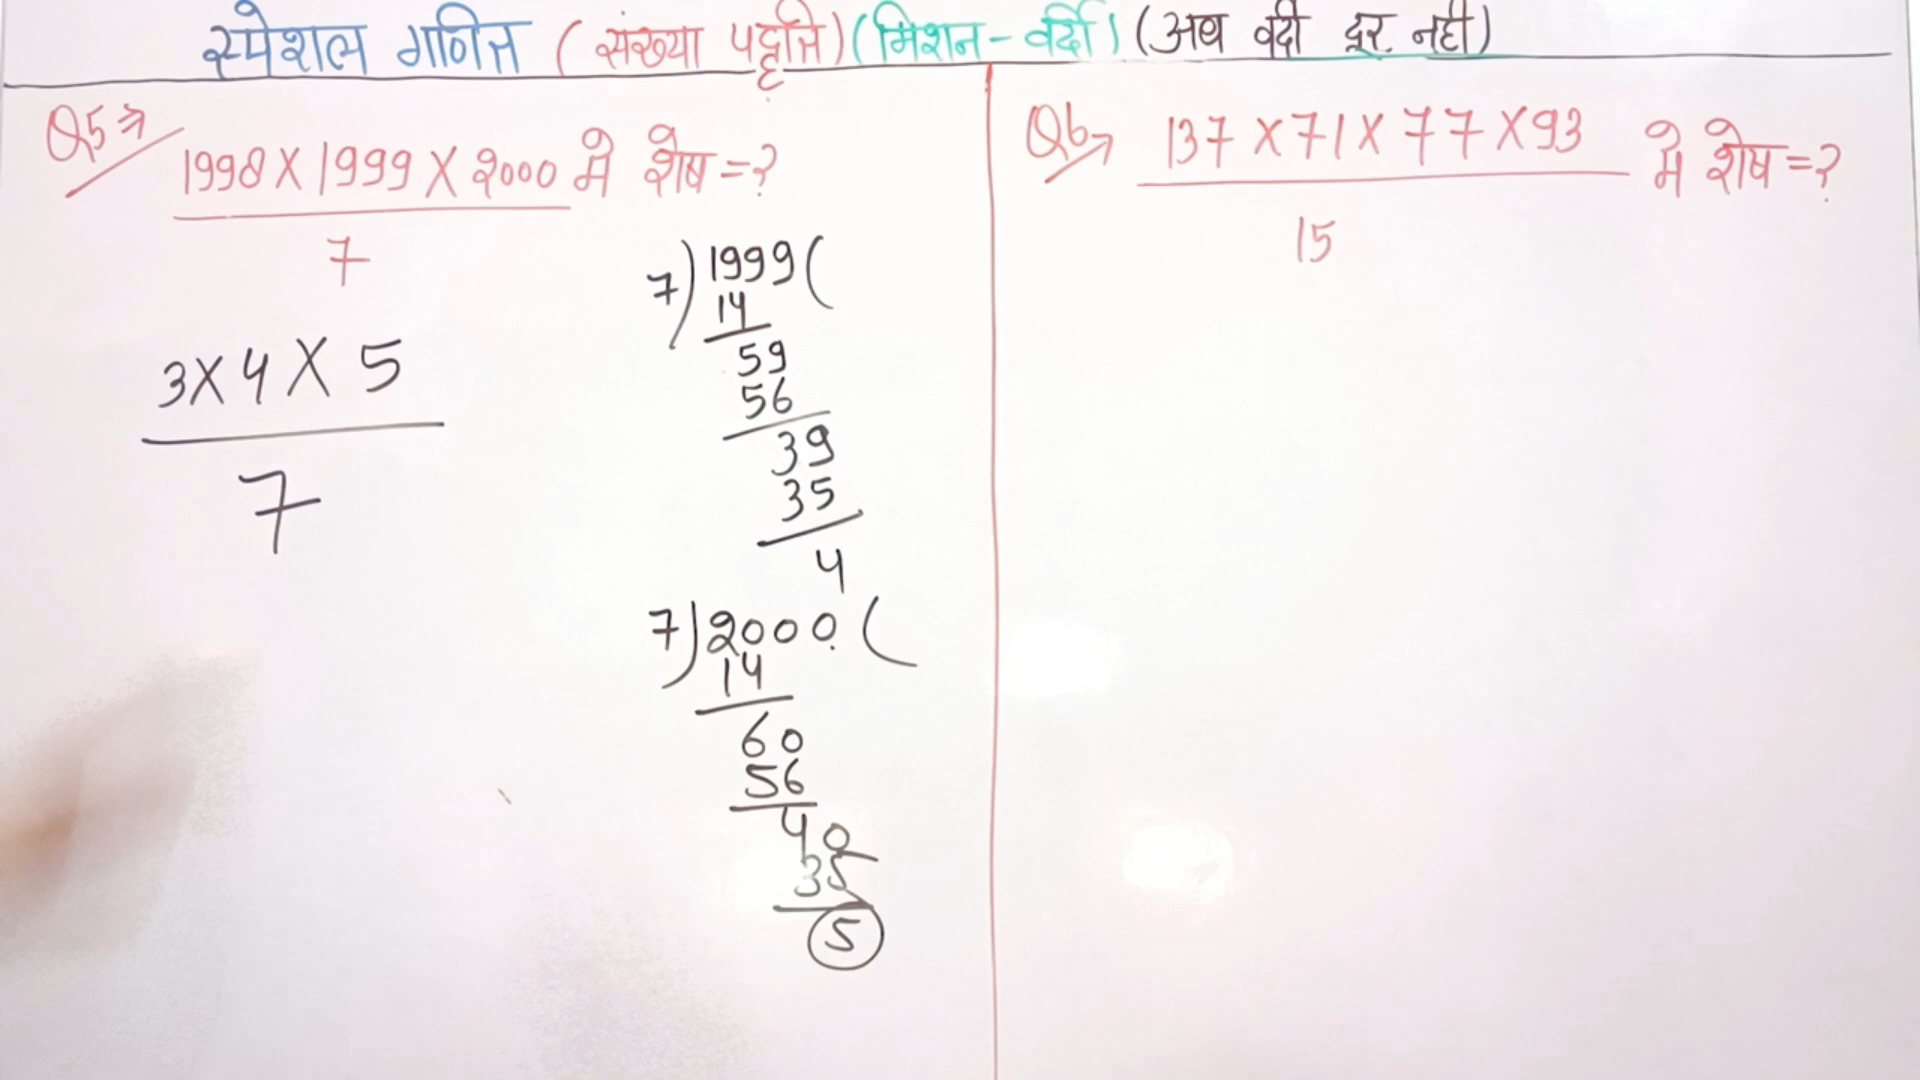 स्पेशल गणित (संख्या पद्धति) (मिशन-वर्दी) (अब वर्दी दूर नहीं)
Q5⇒ 1998 X 1999 X 2000 मे शेष = ?
7
3 X 4 X 5
7
7) 1999 (
14
59
56
39
35
4
7) 2000 (
14
60
56
40
35
5
Q6→ 137 X 71 X 77 X 93 मे शेष = ?
15